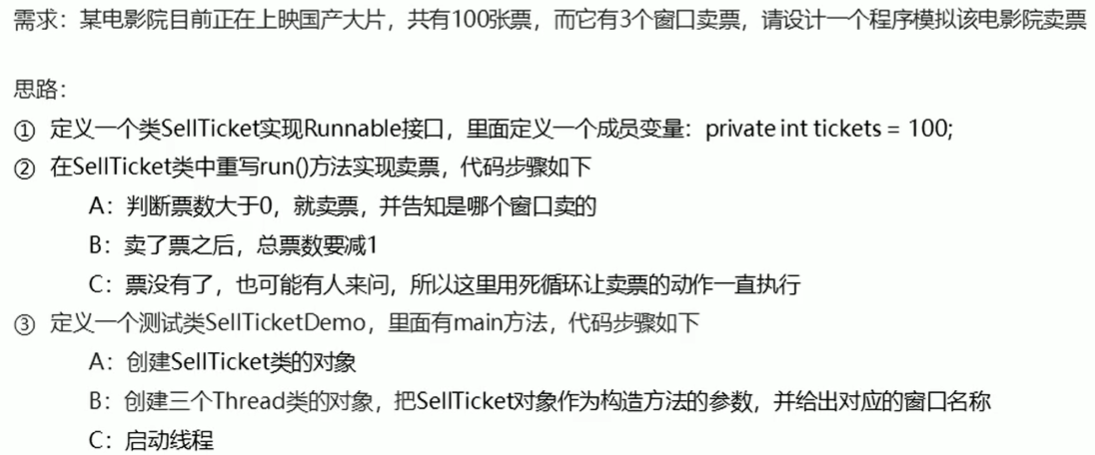 需求：某电影院目前正在上映国产大片，共有100张票，而它有3个窗口卖票，请设计一个程序模拟该电影院卖票
思路：
① 定义一个类SellTicket实现Runnable接口，里面定义一个成员变量：private int tickets = 100;
② 在SellTicket类中重写run()方法实现卖票，代码步骤如下
A：判断票数大于0，就卖票，并告知是哪个窗口卖的
B：卖了票之后，总票数要减1
C：票没有了，也可能有人来问，所以这里用死循环让卖票的动作一直执行
③ 定义一个测试类SellTicketDemo，里面有main方法，代码步骤如下
A：创建SellTicket类的对象
B：创建三个Thread类的对象，把SellTicket对象作为构造方法的参数，并给出对应的窗口名称
C：启动线程